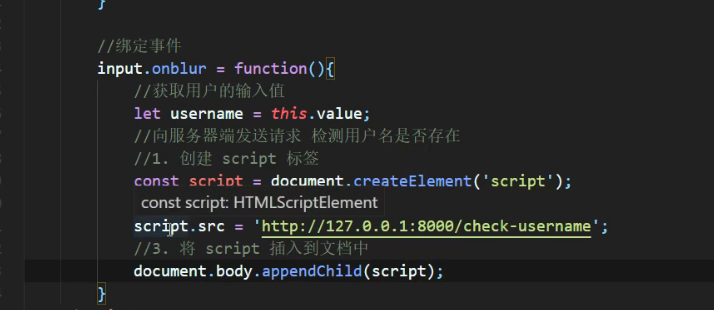 }
//绑定事件
input.onblur = function(){
//获取用户的输入值
let username = this.value;
//向服务器端发送请求 检测用户名是否存在
//1. 创建 script 标签
const script = document.createElement('script');
const script: HTMLScriptElement
script.src = 'http://127.0.0.1:8000/check-username';
//3. 将 script 插入到文档中
document.body.appendChild(script);
}